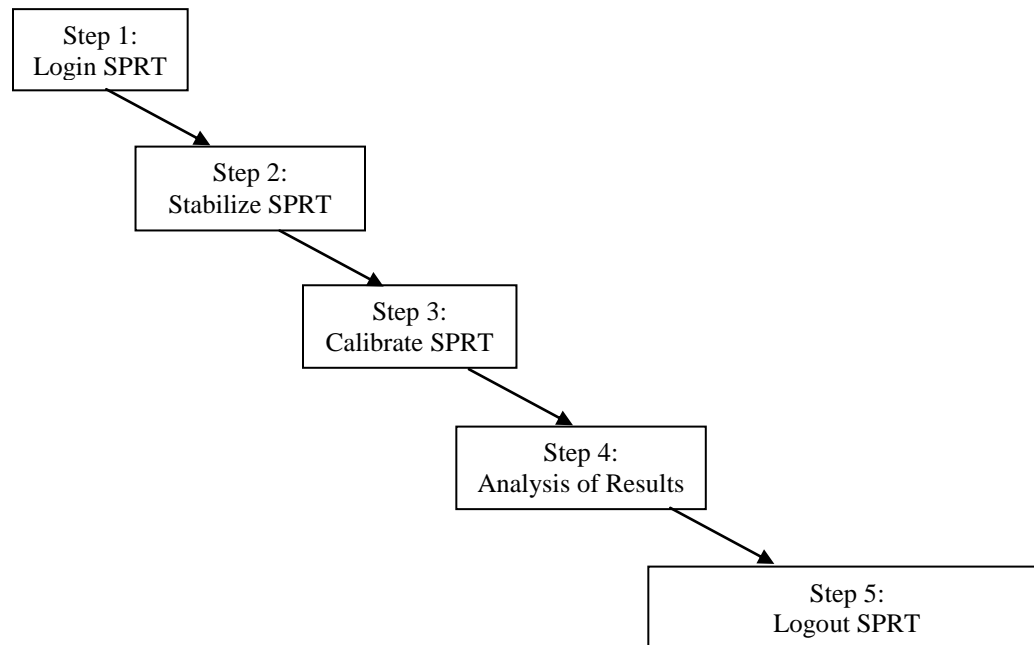 Step 1:
Login SPRT
Step 2:
Stabilize SPRT
Step 3:
Calibrate SPRT
Step 4:
Analysis of Results
Step 5:
Logout SPRT